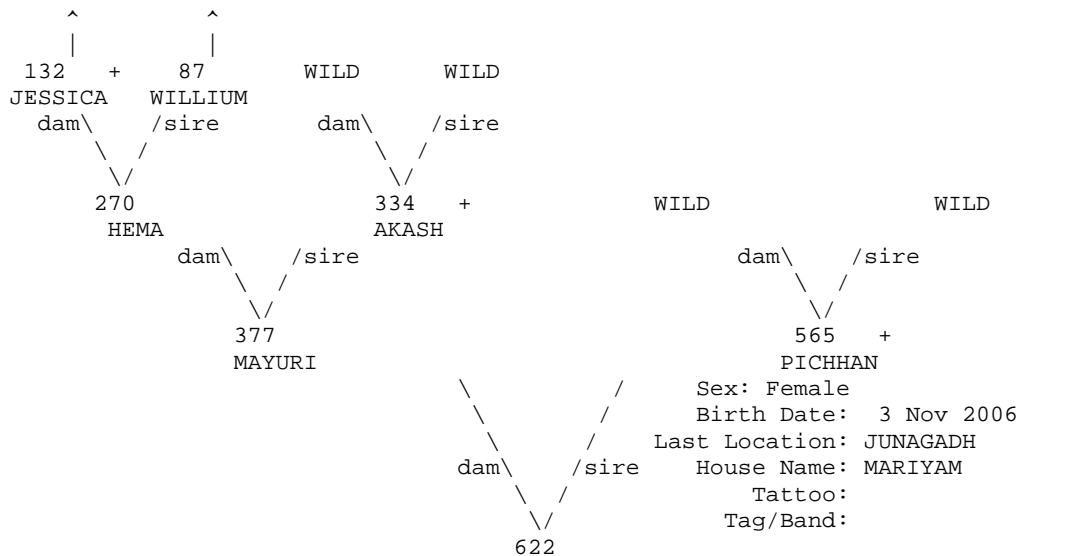 ^ ^
| |
132 + 87 WILD WILD
JESSICA WILLIUM
dam\ /sire dam\ /sire
\ / \ /
\/ \/
270 334 + WILD WILD
HEMA AKASH
dam\ /sire dam\ /sire
\ / \ /
\/ \/
377 565 +
MAYURI PICHHAN
\ / Sex: Female
\ / Birth Date: 3 Nov 2006
\ / Last Location: JUNAGADH
dam\ /sire House Name: MARIYAM
\ / Tattoo:
\/ Tag/Band:
622